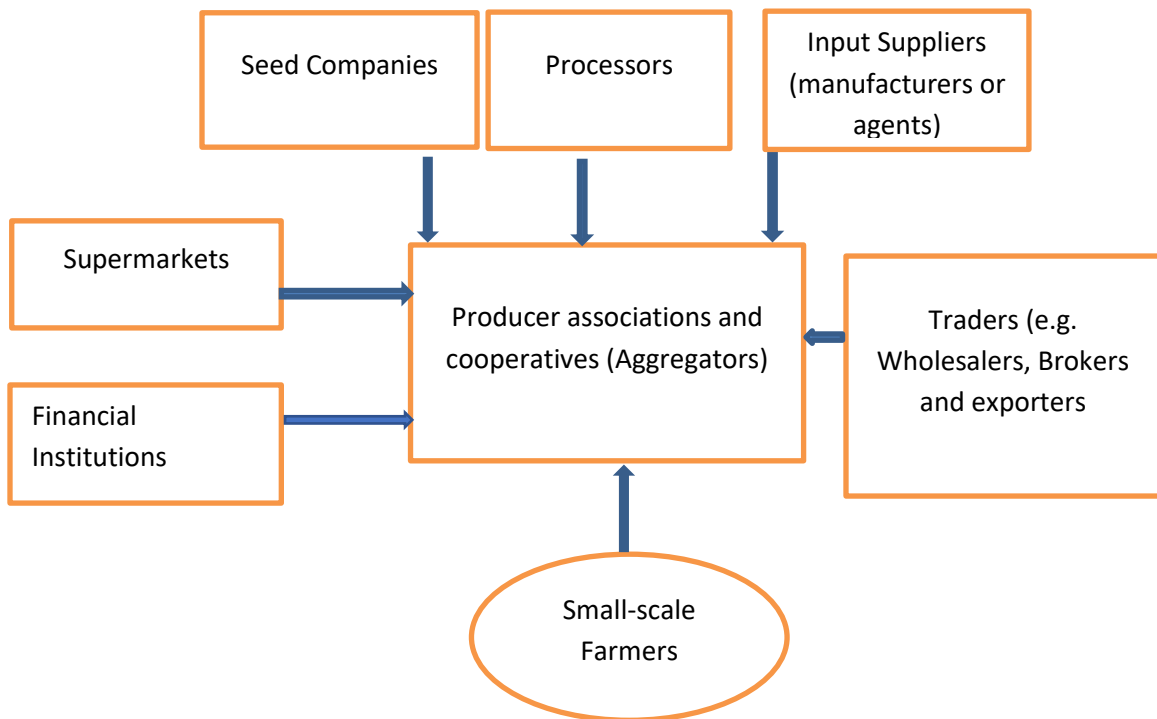 Seed Companies
Processors
Input Suppliers
(manufacturers or
agents)
Supermarkets
Producer associations and
cooperatives (Aggregators)
Traders (e.g.
Wholesalers, Brokers
and exporters
Financial
Institutions
Small-scale
Farmers